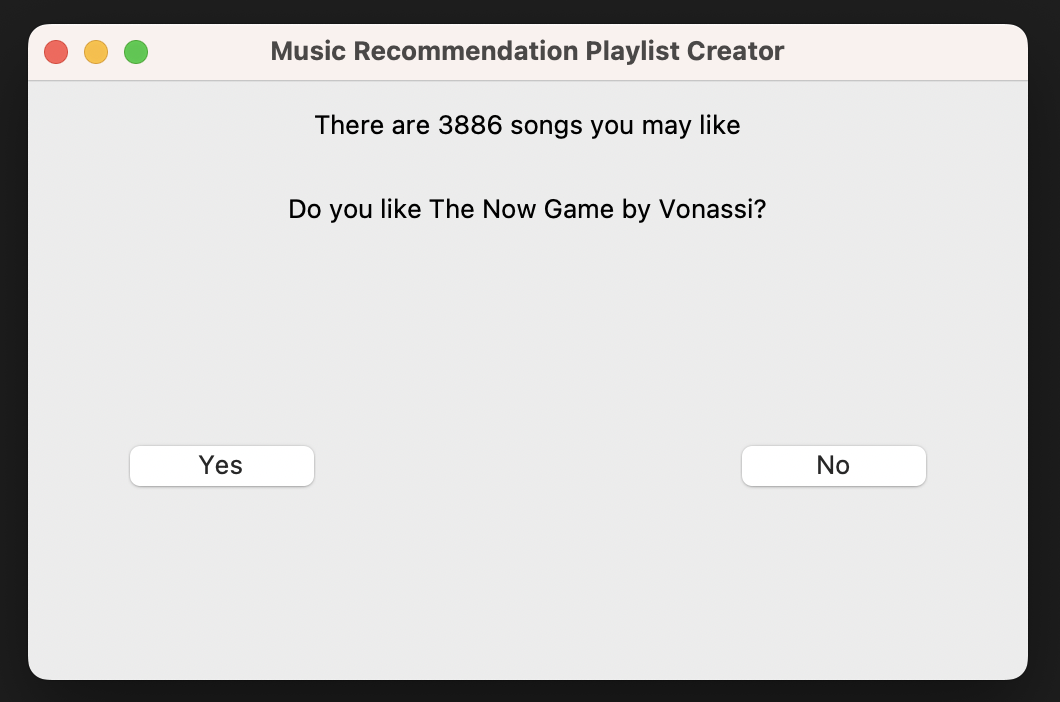 Music Recommendation Playlist Creator
There are 3886 songs you may like
Do you like The Now Game by Vonassi?
Yes
No